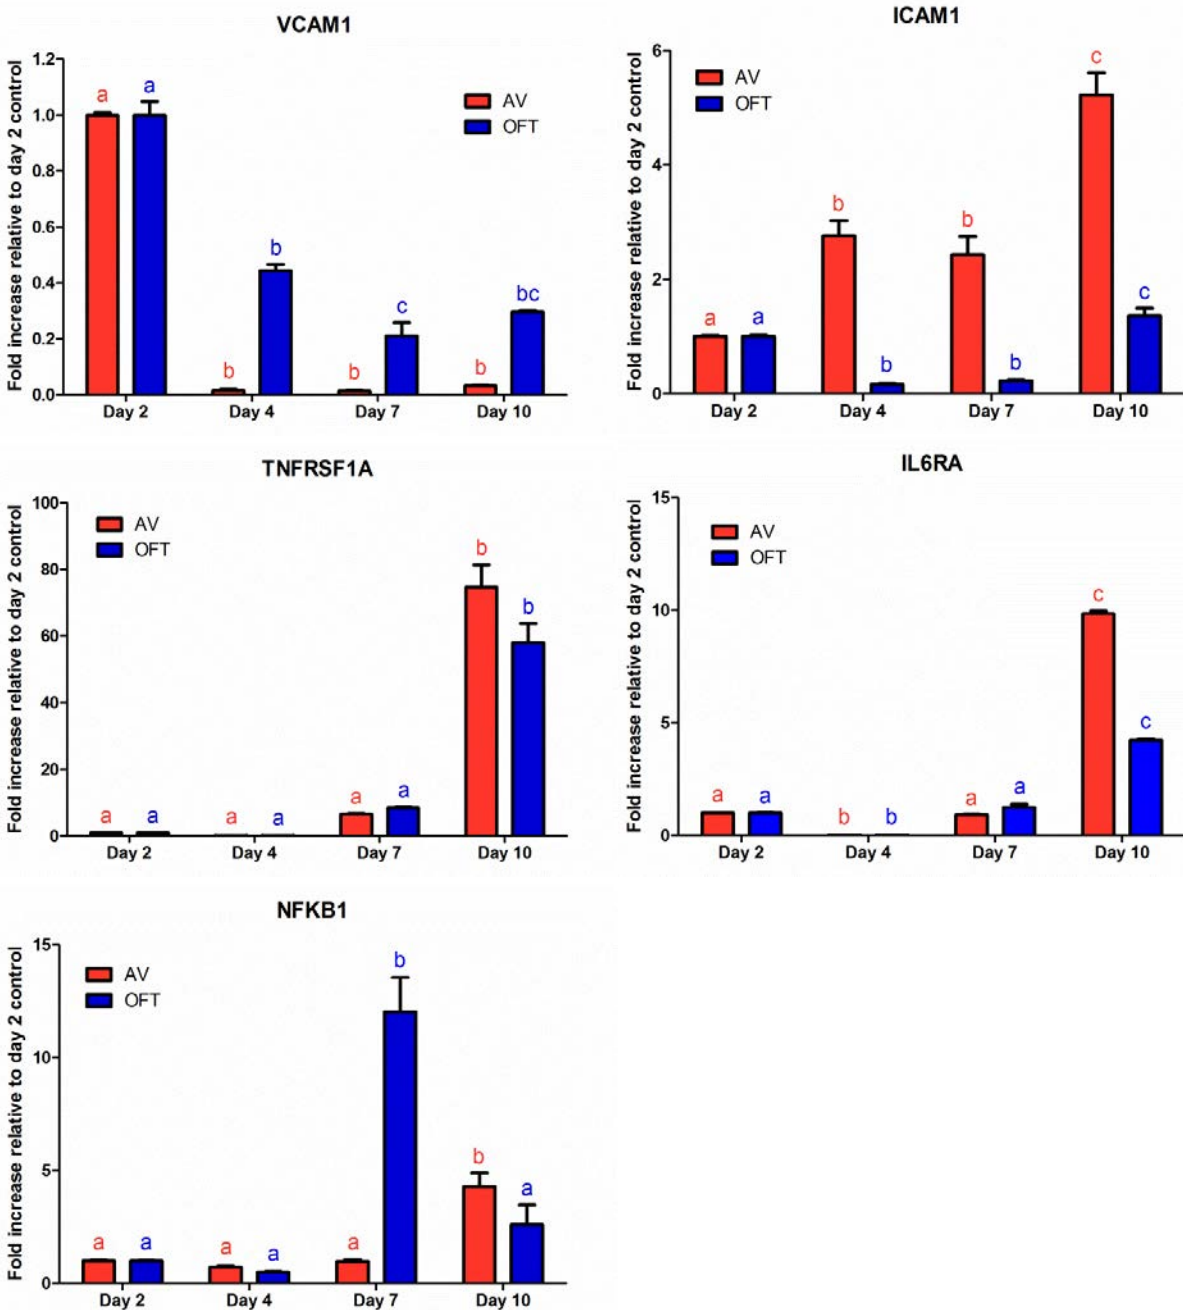 VCAM1
Fold increase relative to day 2 control
1.2
1.0
0.8
0.6
0.4
0.2
0.0
a
a
b
b
b
c
b
bc
AV
OFT
Day 2
Day 4
Day 7
Day 10
ICAM1
Fold increase relative to day 2 control
6
4
2
0
AV
OFT
a
a
b
b
b
b
c
c
Day 2
Day 4
Day 7
Day 10
TNFRSF1A
Fold increase relative to day 2 control
100
80
60
40
20
0
AV
OFT
a
a
a
a
a
a
b
b
Day 2
Day 4
Day 7
Day 10
IL6RA
Fold increase relative to day 2 control
15
10
5
0
AV
OFT
a
a
b
b
a
a
c
c
Day 2
Day 4
Day 7
Day 10
NFKB1
Fold increase relative to day 2 control
15
10
5
0
AV
OFT
a
a
a
a
a
b
b
a
Day 2
Day 4
Day 7
Day 10